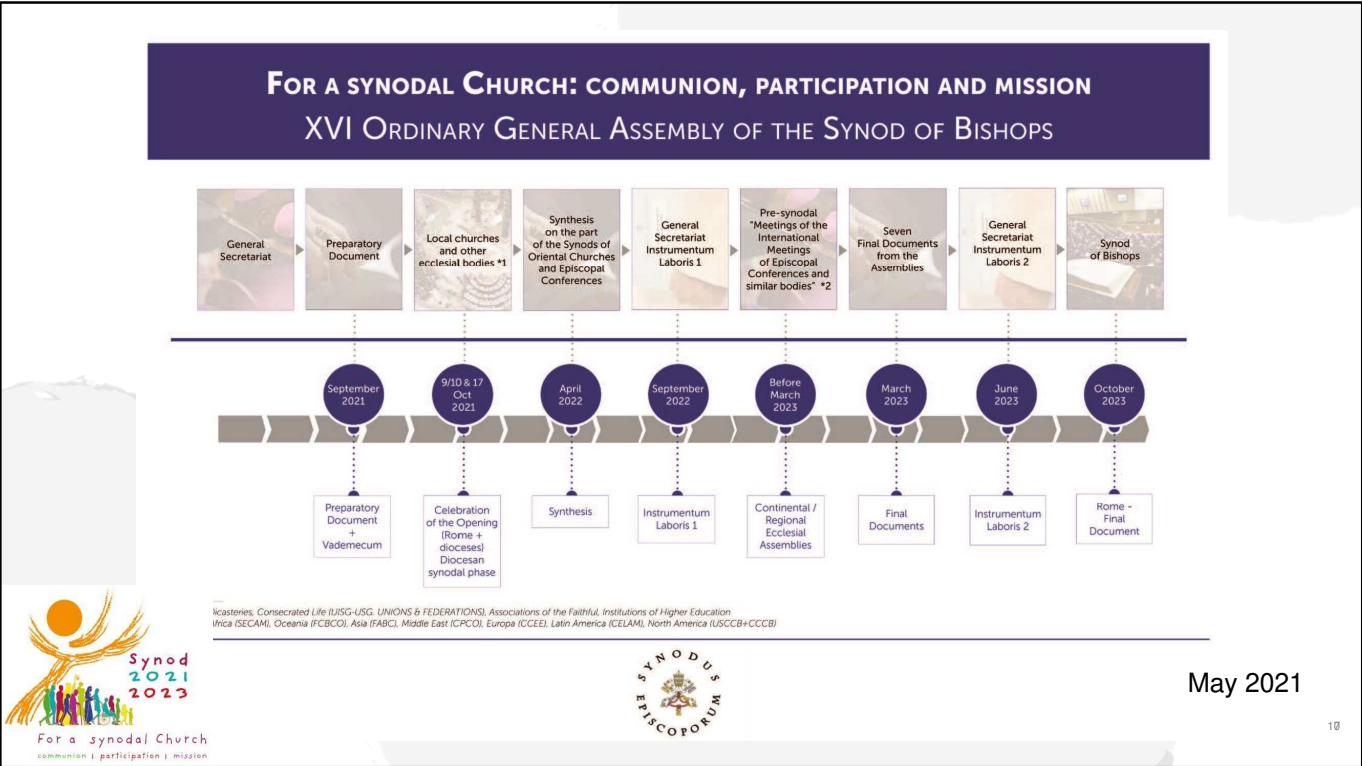 FOR A SYNODAL CHURCH: COMMUNION, PARTICIPATION AND MISSION
XVI ORDINARY GENERAL ASSEMBLY OF THE SYNOD OF BISHOPS
General
Secretariat
Preparatory
Document
Local churches
and other
ecclesial bodies *1
Synthesis
on the part
of the Synods of
Oriental Churches
and Episcopal
Conferences
General
Secretariat
Instrumentum
Laboris 1
Pre-synodal
"Meetings of the
International
Meetings
of Episcopal
Conferences and
similar bodies" *2
Seven
Final Documents
from the
Assemblies
General
Secretariat
Instrumentum
Laboris 2
Synod
of Bishops
September
2021
9/10 & 17
Oct
2021
April
2022
September
2022
Before
March
2023
March
2023
June
2023
October
2023
Preparatory
Document
+
Vademecum
Celebration
of the Opening
(Rome +
dioceses)
Diocesan
synodal phase
Synthesis
Instrumentum
Laboris 1
Continental /
Regional
Ecclesial
Assemblies
Final
Documents
Instrumentum
Laboris 2
Rome -
Final
Document
Consecrated Life (UISG-USG. UNIONS & FEDERATIONS), Associations of the Faithful, Institutions of Higher Education
(SECAM), Oceania (FCBCO), Asia (FABC), Middle East (CPCO), Europa (CCEE), Latin America (CELAM), North America (USCCB+CCCB)
Synod
2021
2023
For a synodal Church
communion | participation | mission
SYNODUS
EPISCOPORUM
May 2021